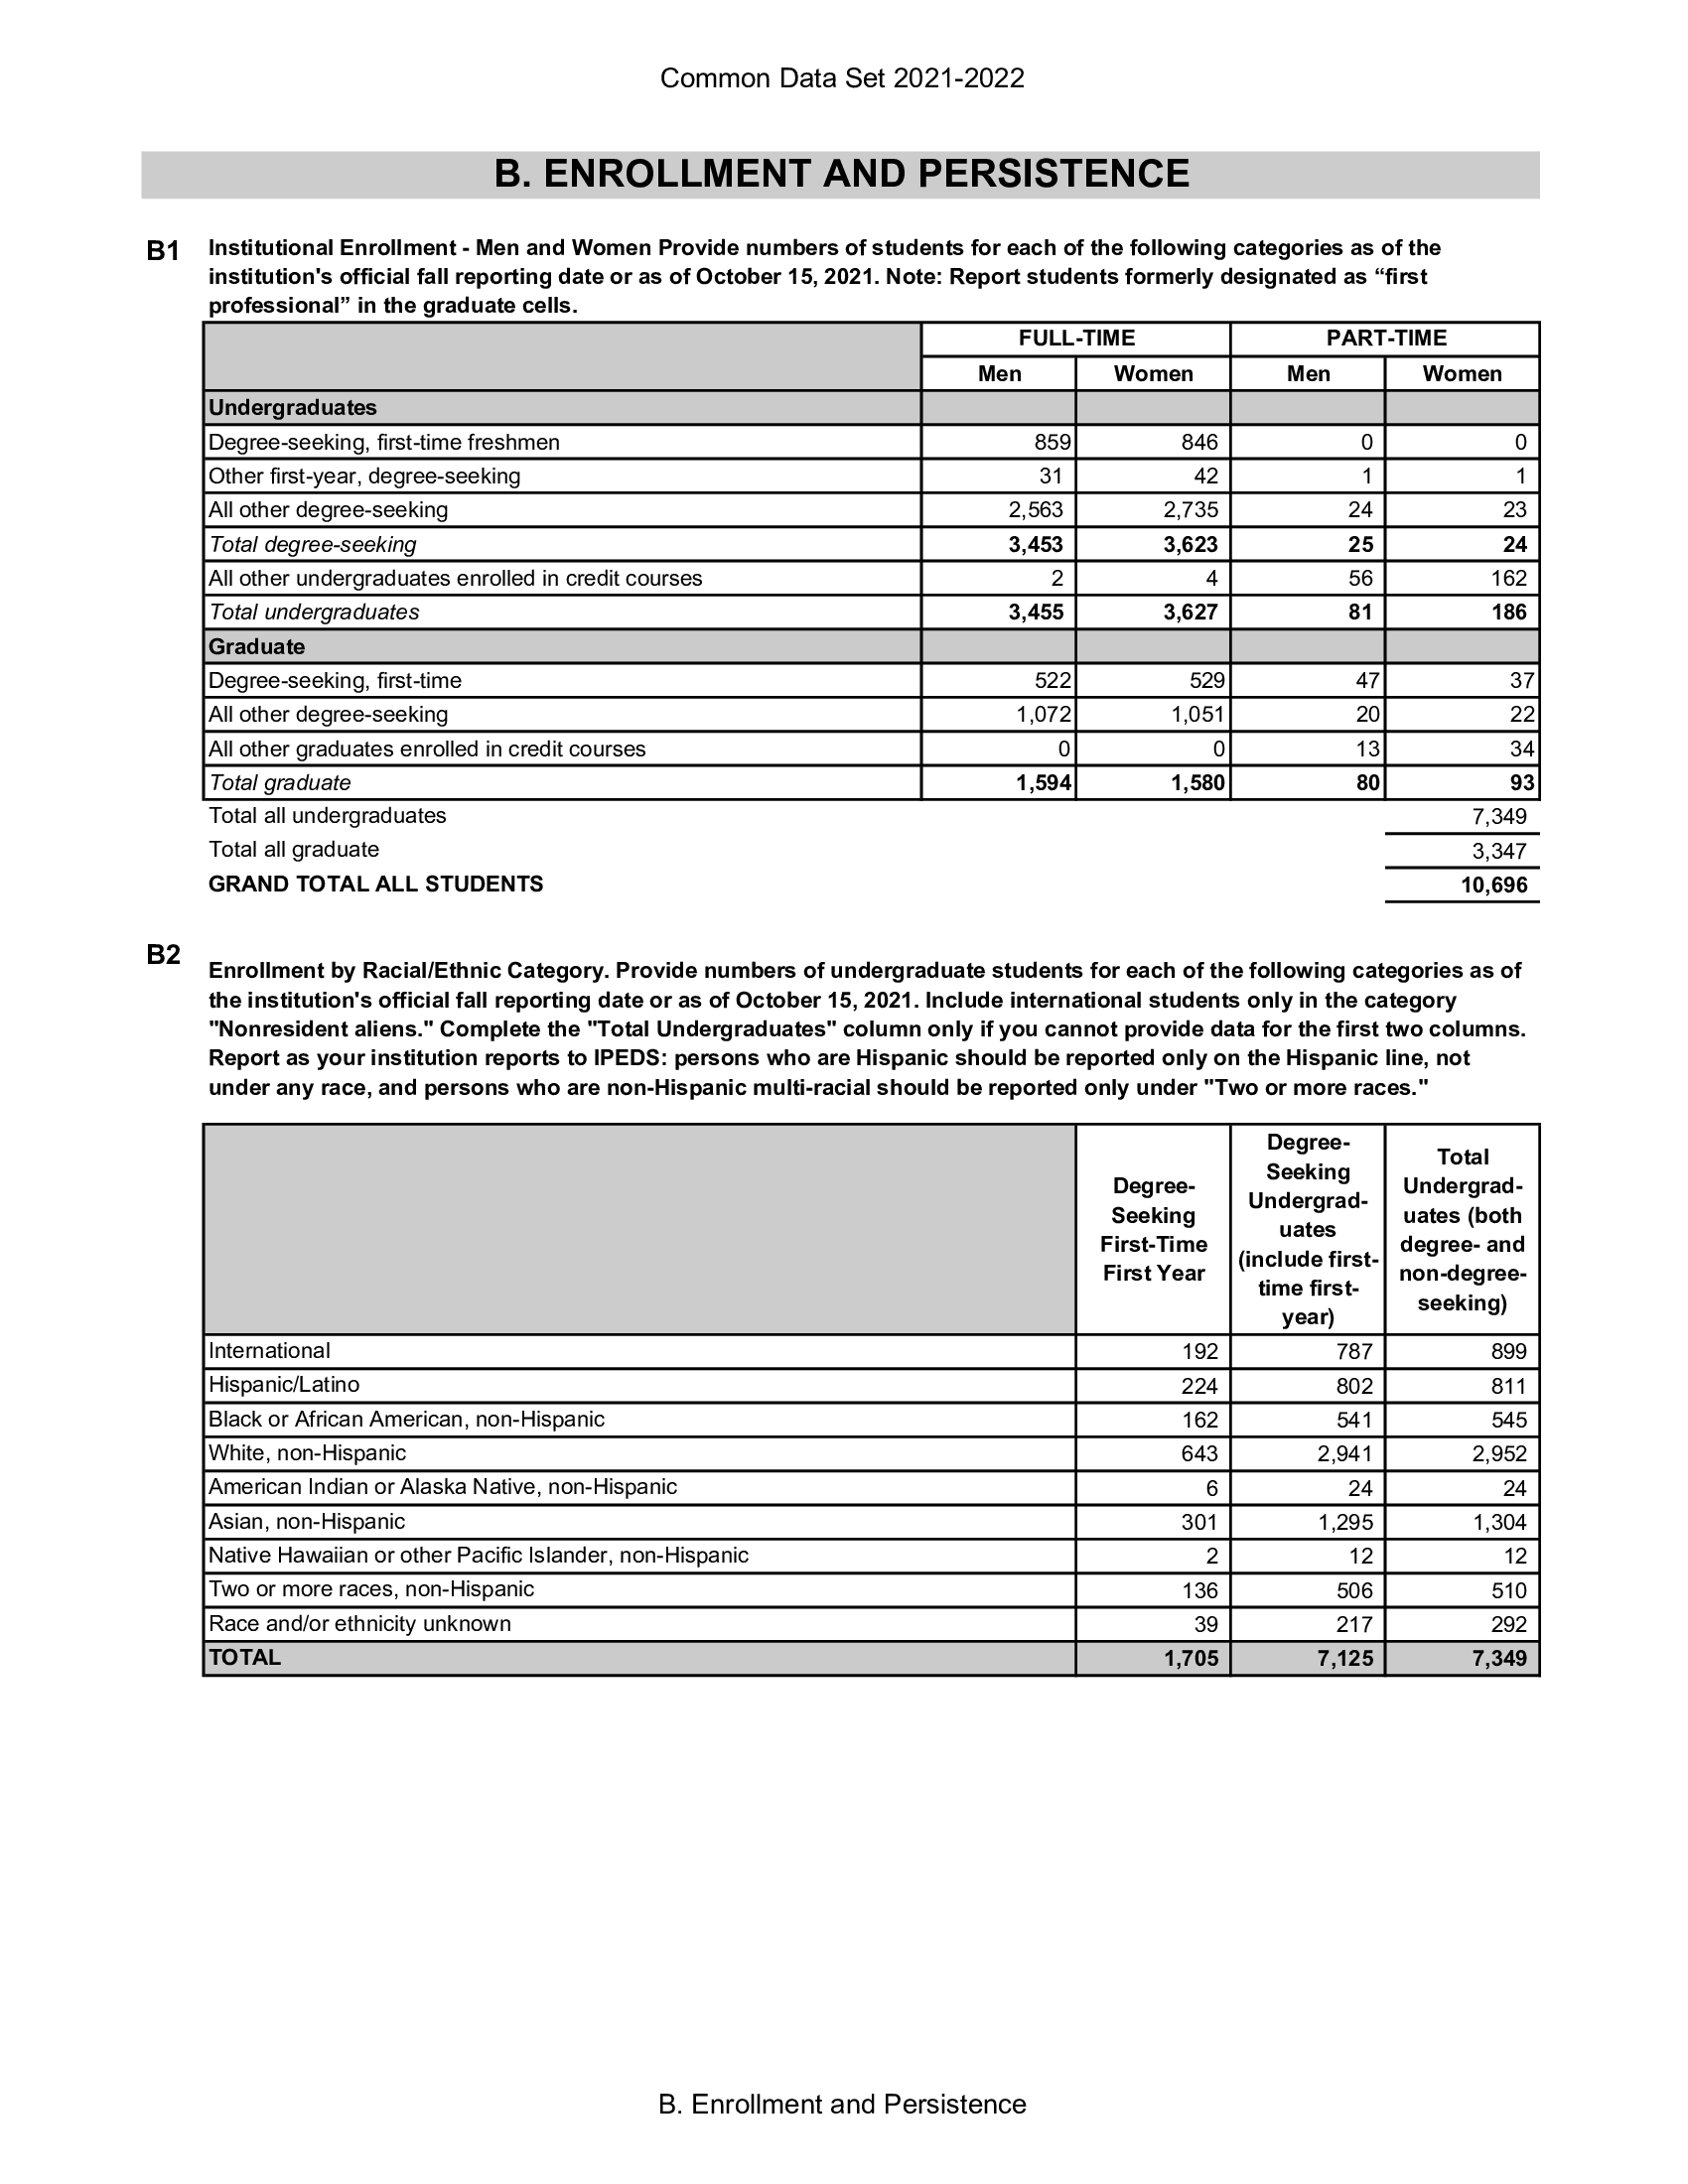 Common Data Set 2021-2022
B. ENROLLMENT AND PERSISTENCE
B1 Institutional Enrollment - Men and Women Provide numbers of students for each of the following categories as of the
institution's official fall reporting date or as of October 15, 2021. Note: Report students formerly designated as “first
professional” in the graduate cells.
FULL-TIME PART-TIME
Men Women Men Women
Undergraduates
Degree-seeking, first-time freshmen 859 846 0 0
Other first-year, degree-seeking 31 42 1 1
All other degree-seeking 2,563 2,735 24 23
Total degree-seeking 3,453 3,623 25 24
All other undergraduates enrolled in credit courses 2 4 56 162
Total undergraduates 3,455 3,627 81 186
Graduate
Degree-seeking, first-time 522 529 47 37
All other degree-seeking 1,072 1,051 20 22
All other graduates enrolled in credit courses 0 0 13 34
Total graduate 1,594 1,580 80 93
Total all undergraduates 7,349
Total all graduate 3,347
GRAND TOTAL ALL STUDENTS 10,696
B2
Enrollment by Racial/Ethnic Category. Provide numbers of undergraduate students for each of the following categories as of
the institution's official fall reporting date or as of October 15, 2021. Include international students only in the category
"Nonresident aliens." Complete the "Total Undergraduates" column only if you cannot provide data for the first two columns.
Report as your institution reports to IPEDS: persons who are Hispanic should be reported only on the Hispanic line, not
under any race, and persons who are non-Hispanic multi-racial should be reported only under "Two or more races."
Degree-
Seeking
First-Time
First Year
Degree-
Seeking
Undergrad-
uates
(include first-
time first-
year)
Total
Undergrad-
uates (both
degree- and
non-degree-
seeking)
International 192 787 899
Hispanic/Latino 224 802 811
Black or African American, non-Hispanic 162 541 545
White, non-Hispanic 643 2,941 2,952
American Indian or Alaska Native, non-Hispanic 6 24 24
Asian, non-Hispanic 301 1,295 1,304
Native Hawaiian or other Pacific Islander, non-Hispanic 2 12 12
Two or more races, non-Hispanic 136 506 510
Race and/or ethnicity unknown 39 217 292
TOTAL 1,705 7,125 7,349
B. Enrollment and Persistence